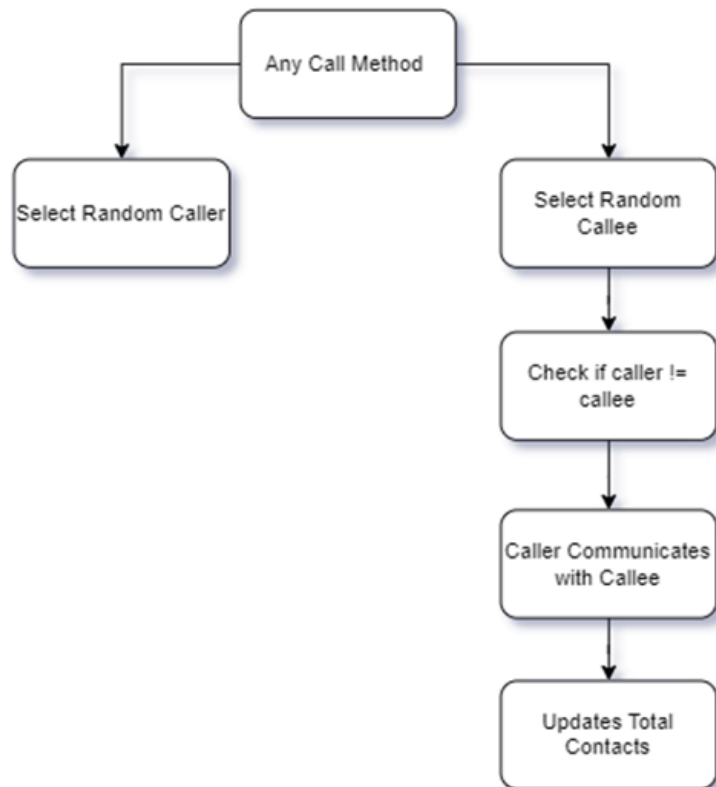 Any Call Method
Select Random Caller
Select Random
Callee
Check if caller !=
callee
Caller Communicates
with Callee
Updates Total
Contacts